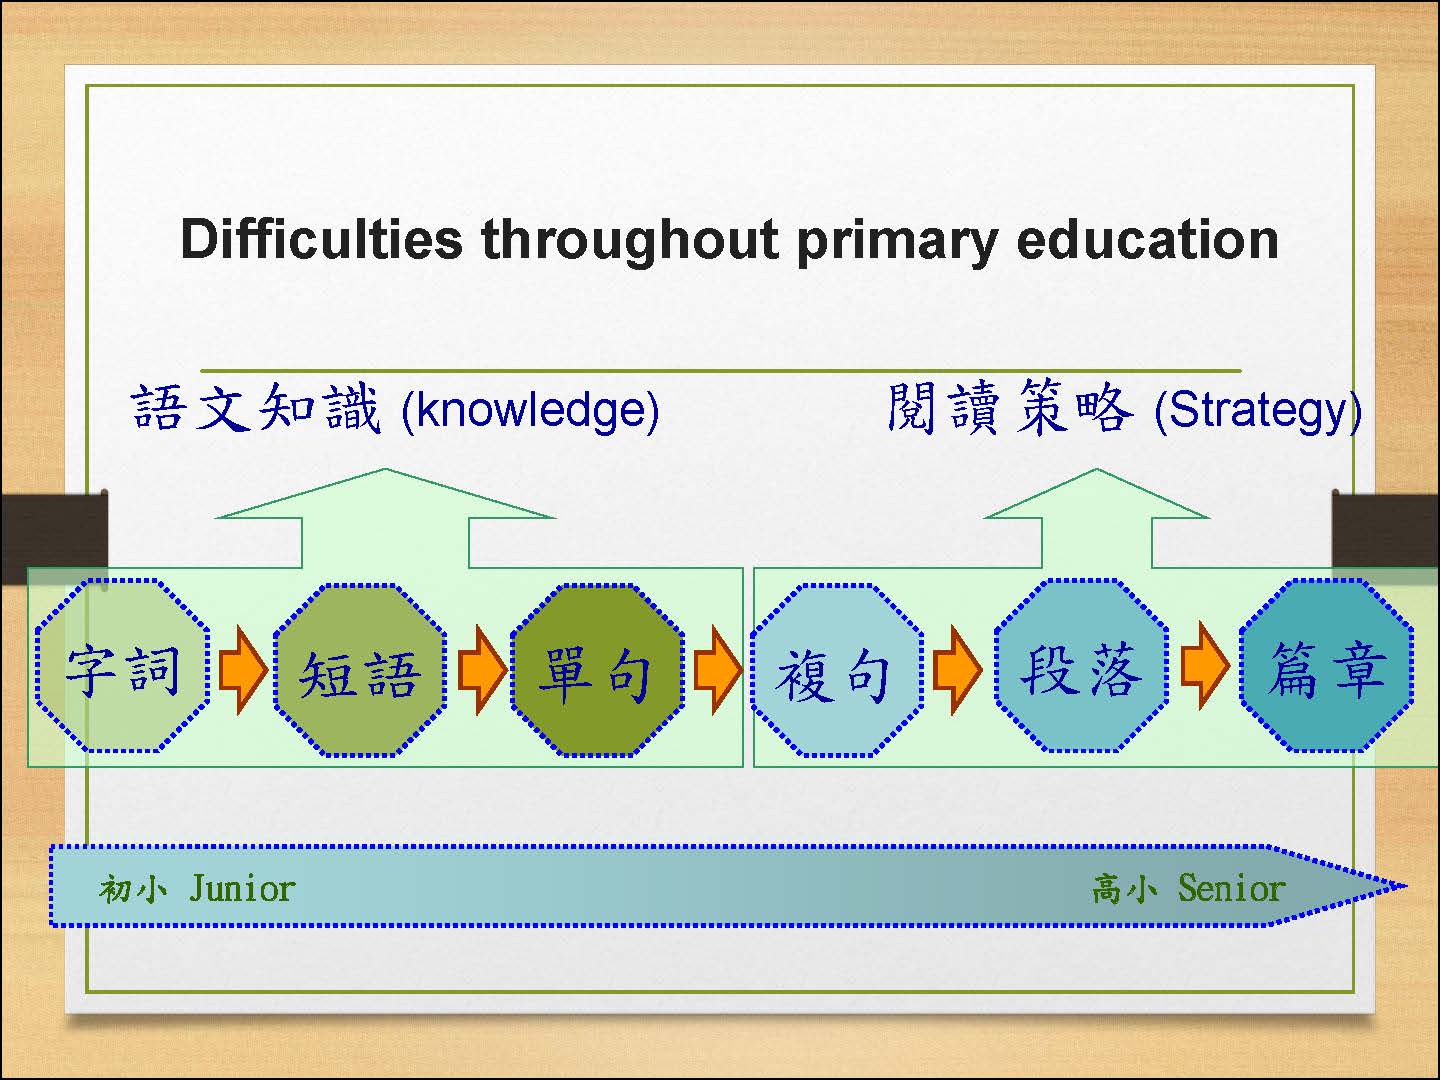 Difficulties throughout primary education
語文知識 (knowledge)
閱讀策略 (Strategy)
字詞
短語
單句
複句
段落
篇章
初小 Junior
高小 Senior